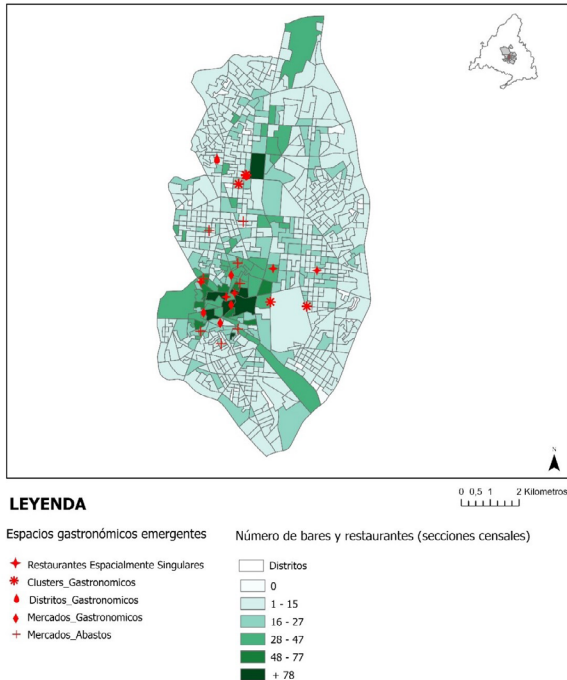 N
0 0,5 1 2 Kilometros
LEYENDA
Espacios gastronómicos emergentes
Restaurantes Espacialmente Singulares
Clusters_Gastronomicos
Distritos_Gastronomicos
Mercados_Gastronomicos
Mercados_Abastos
Número de bares y restaurantes (secciones censales)
Distritos
0
1 - 15
16 - 27
28 - 47
48 - 77
+ 78